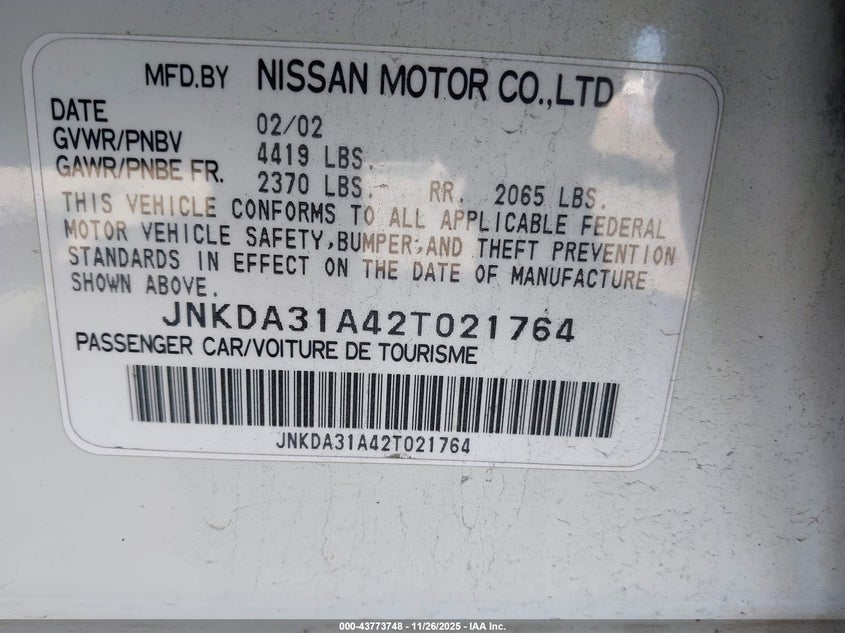 MFD.BY NISSAN MOTOR CO.,LTD
DATE 02/02
GVWR/PNBV 4419 LBS.
GAWR/PNBE FR. 2370 LBS. RR. 2065 LBS.
THIS VEHICLE CONFORMS TO ALL APPLICABLE FEDERAL
MOTOR VEHICLE SAFETY,BUMPER,AND THEFT PREVENTION
STANDARDS IN EFFECT ON THE DATE OF MANUFACTURE
SHOWN ABOVE.
JNKDA31A42T021764
PASSENGER CAR/VOITURE DE TOURISME
JNKDA31A42T021764
000-43773748 - 11/26/2025 - IAA Inc.